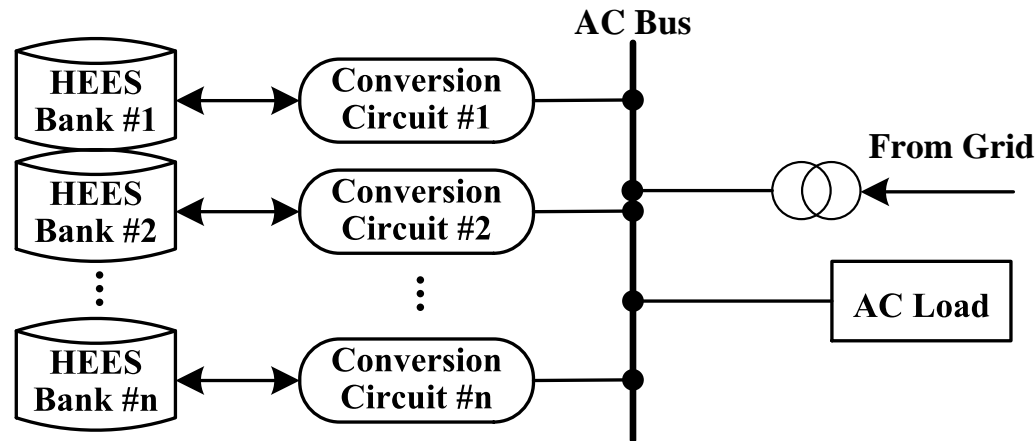 AC Bus
HEES
Bank #1
Conversion
Circuit #1
From Grid
HEES
Bank #2
Conversion
Circuit #2
AC Load
HEES
Bank #n
Conversion
Circuit #n